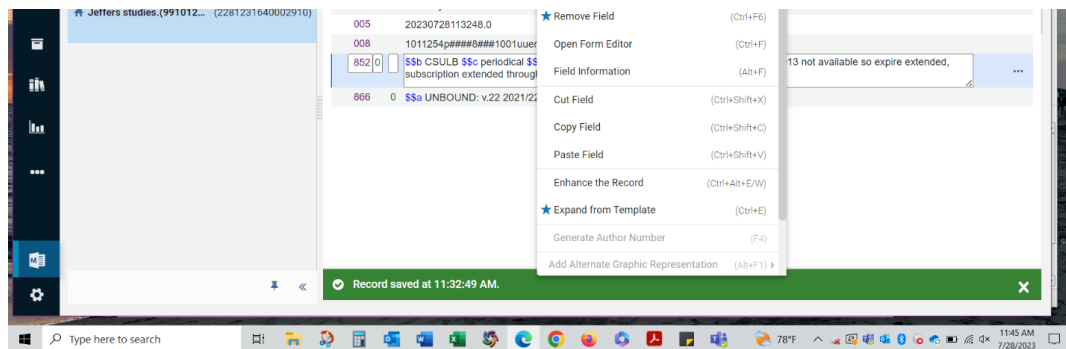 Jeffers studies.(991012... (2281231640002910)
005 20230728113248.0
008 1011254p####8###1001uuer
852 0 $$b CSULB $$c periodical $$ 13 not available so expire extended,
subscription extended throug
866 0 $$a UNBOUND: v.22 2021/22
Remove Field (Ctrl+F6)
Open Form Editor (Ctrl+F)
Field Information (Alt+F)
Cut Field (Ctrl+Shift+X)
Copy Field (Ctrl+Shift+C)
Paste Field (Ctrl+Shift+V)
Enhance the Record (Ctrl+Alt+E/W)
Expand from Template (Ctrl+E)
Generate Author Number (F4)
Add Alternate Graphic Representation (Alt+F1)
Record saved at 11:32:49 AM.
Type here to search 78°F 11:45 AM
7/28/2023